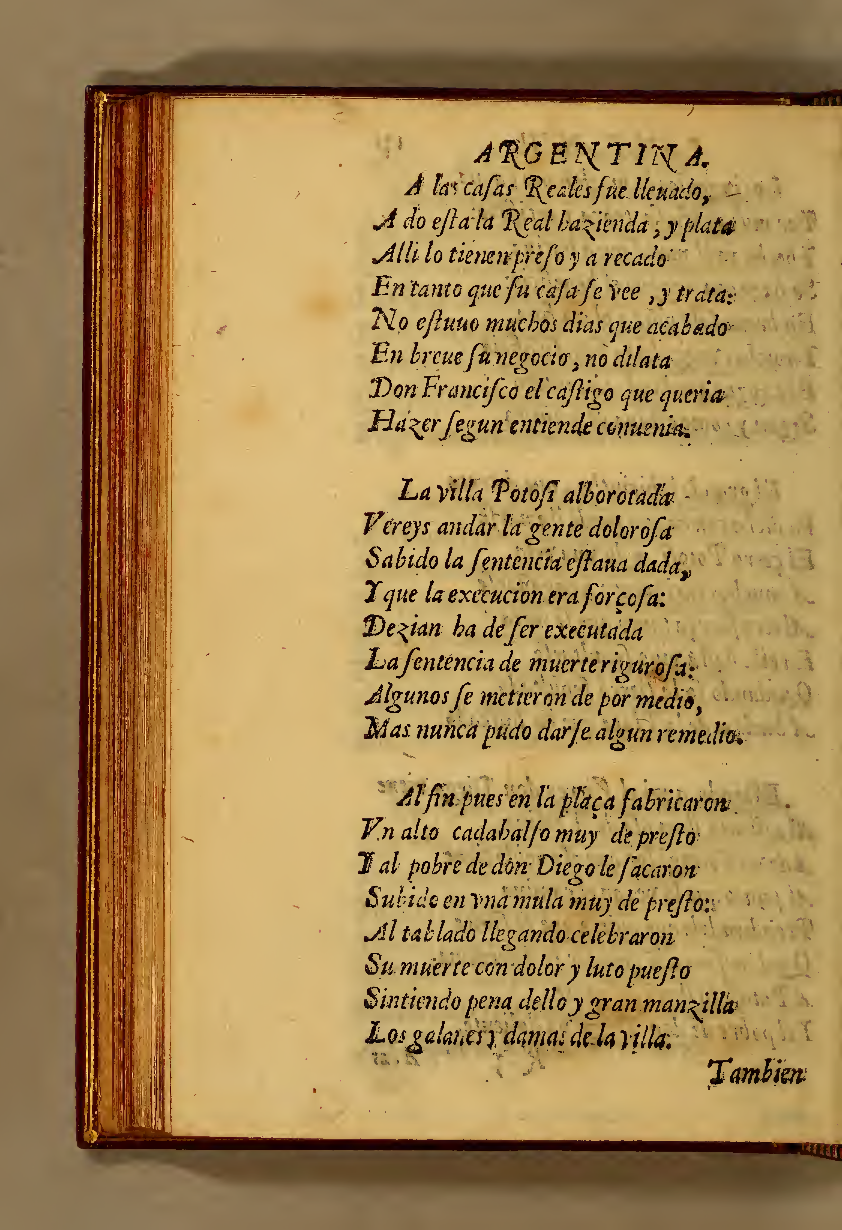 ARGENTINA.
A las casas Reales fue lleuado,
A do esta la Real hazienda, y plata
Alli lo tienen preso y a recado
En tanto que su casa se vee, y trata:
No estuuo muchos dias que acabado
En breue su negocio, no dilata
Don Francisco el castigo que queria
Hazer segun entiende conuenia.
La villa Potosi alborotada
Vereys andar la gente dolorosa
Sabido la sentencia estaua dada,
Y que la execucion era forçosa:
Dezian ha de ser executada
La sentencia de muerte rigurosa:
Algunos se metieron de por medio,
Mas nunca pudo darse algun remedio.
Al fin pues en la plaça fabricaron
Vn alto cadahalso muy de presto
Y al pobre de don Diego le sacaron
Subido en vna mula muy de presto:
Al tablado llegando celebraron
Su muerte con dolor y luto puesto
Sintiendo pena dello y gran manzilla
Los galanes y damas de la villa.
Tambien